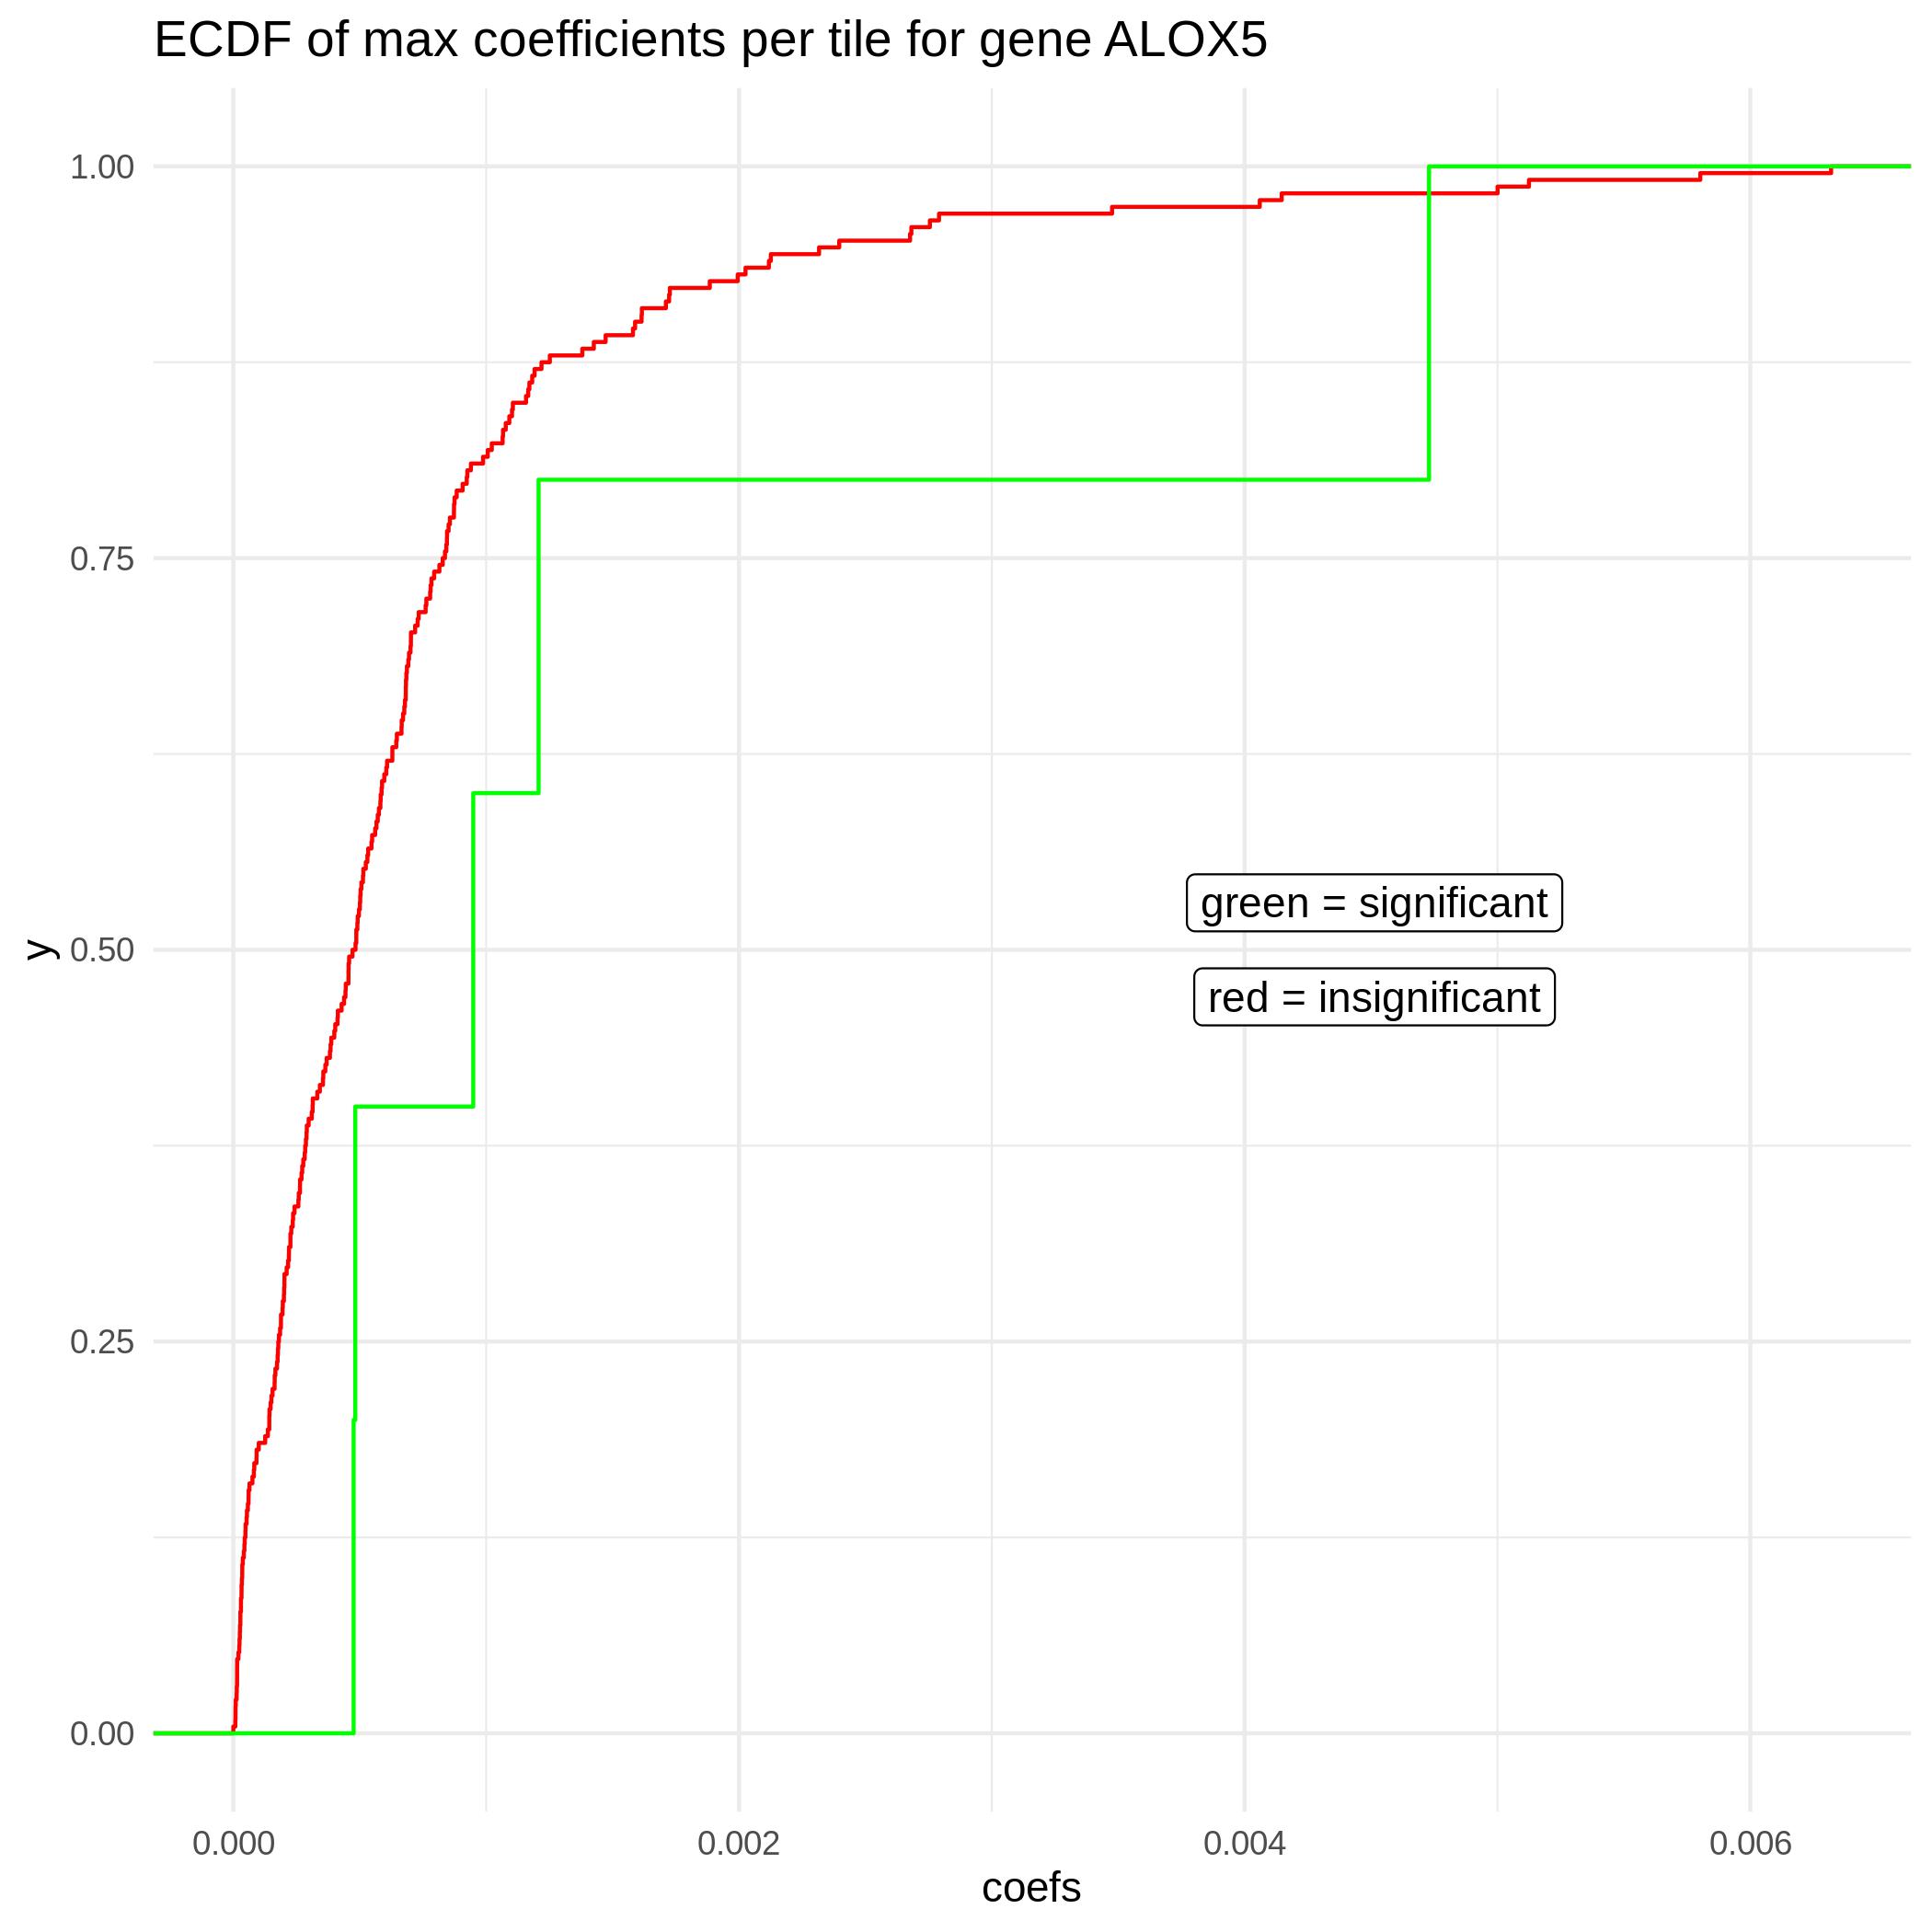 ECDF of max coefficients per tile for gene ALOX5
1.00
0.75
0.50
0.25
0.00
y
green = significant
red = insignificant
0.000
0.002
0.004
0.006
coefs